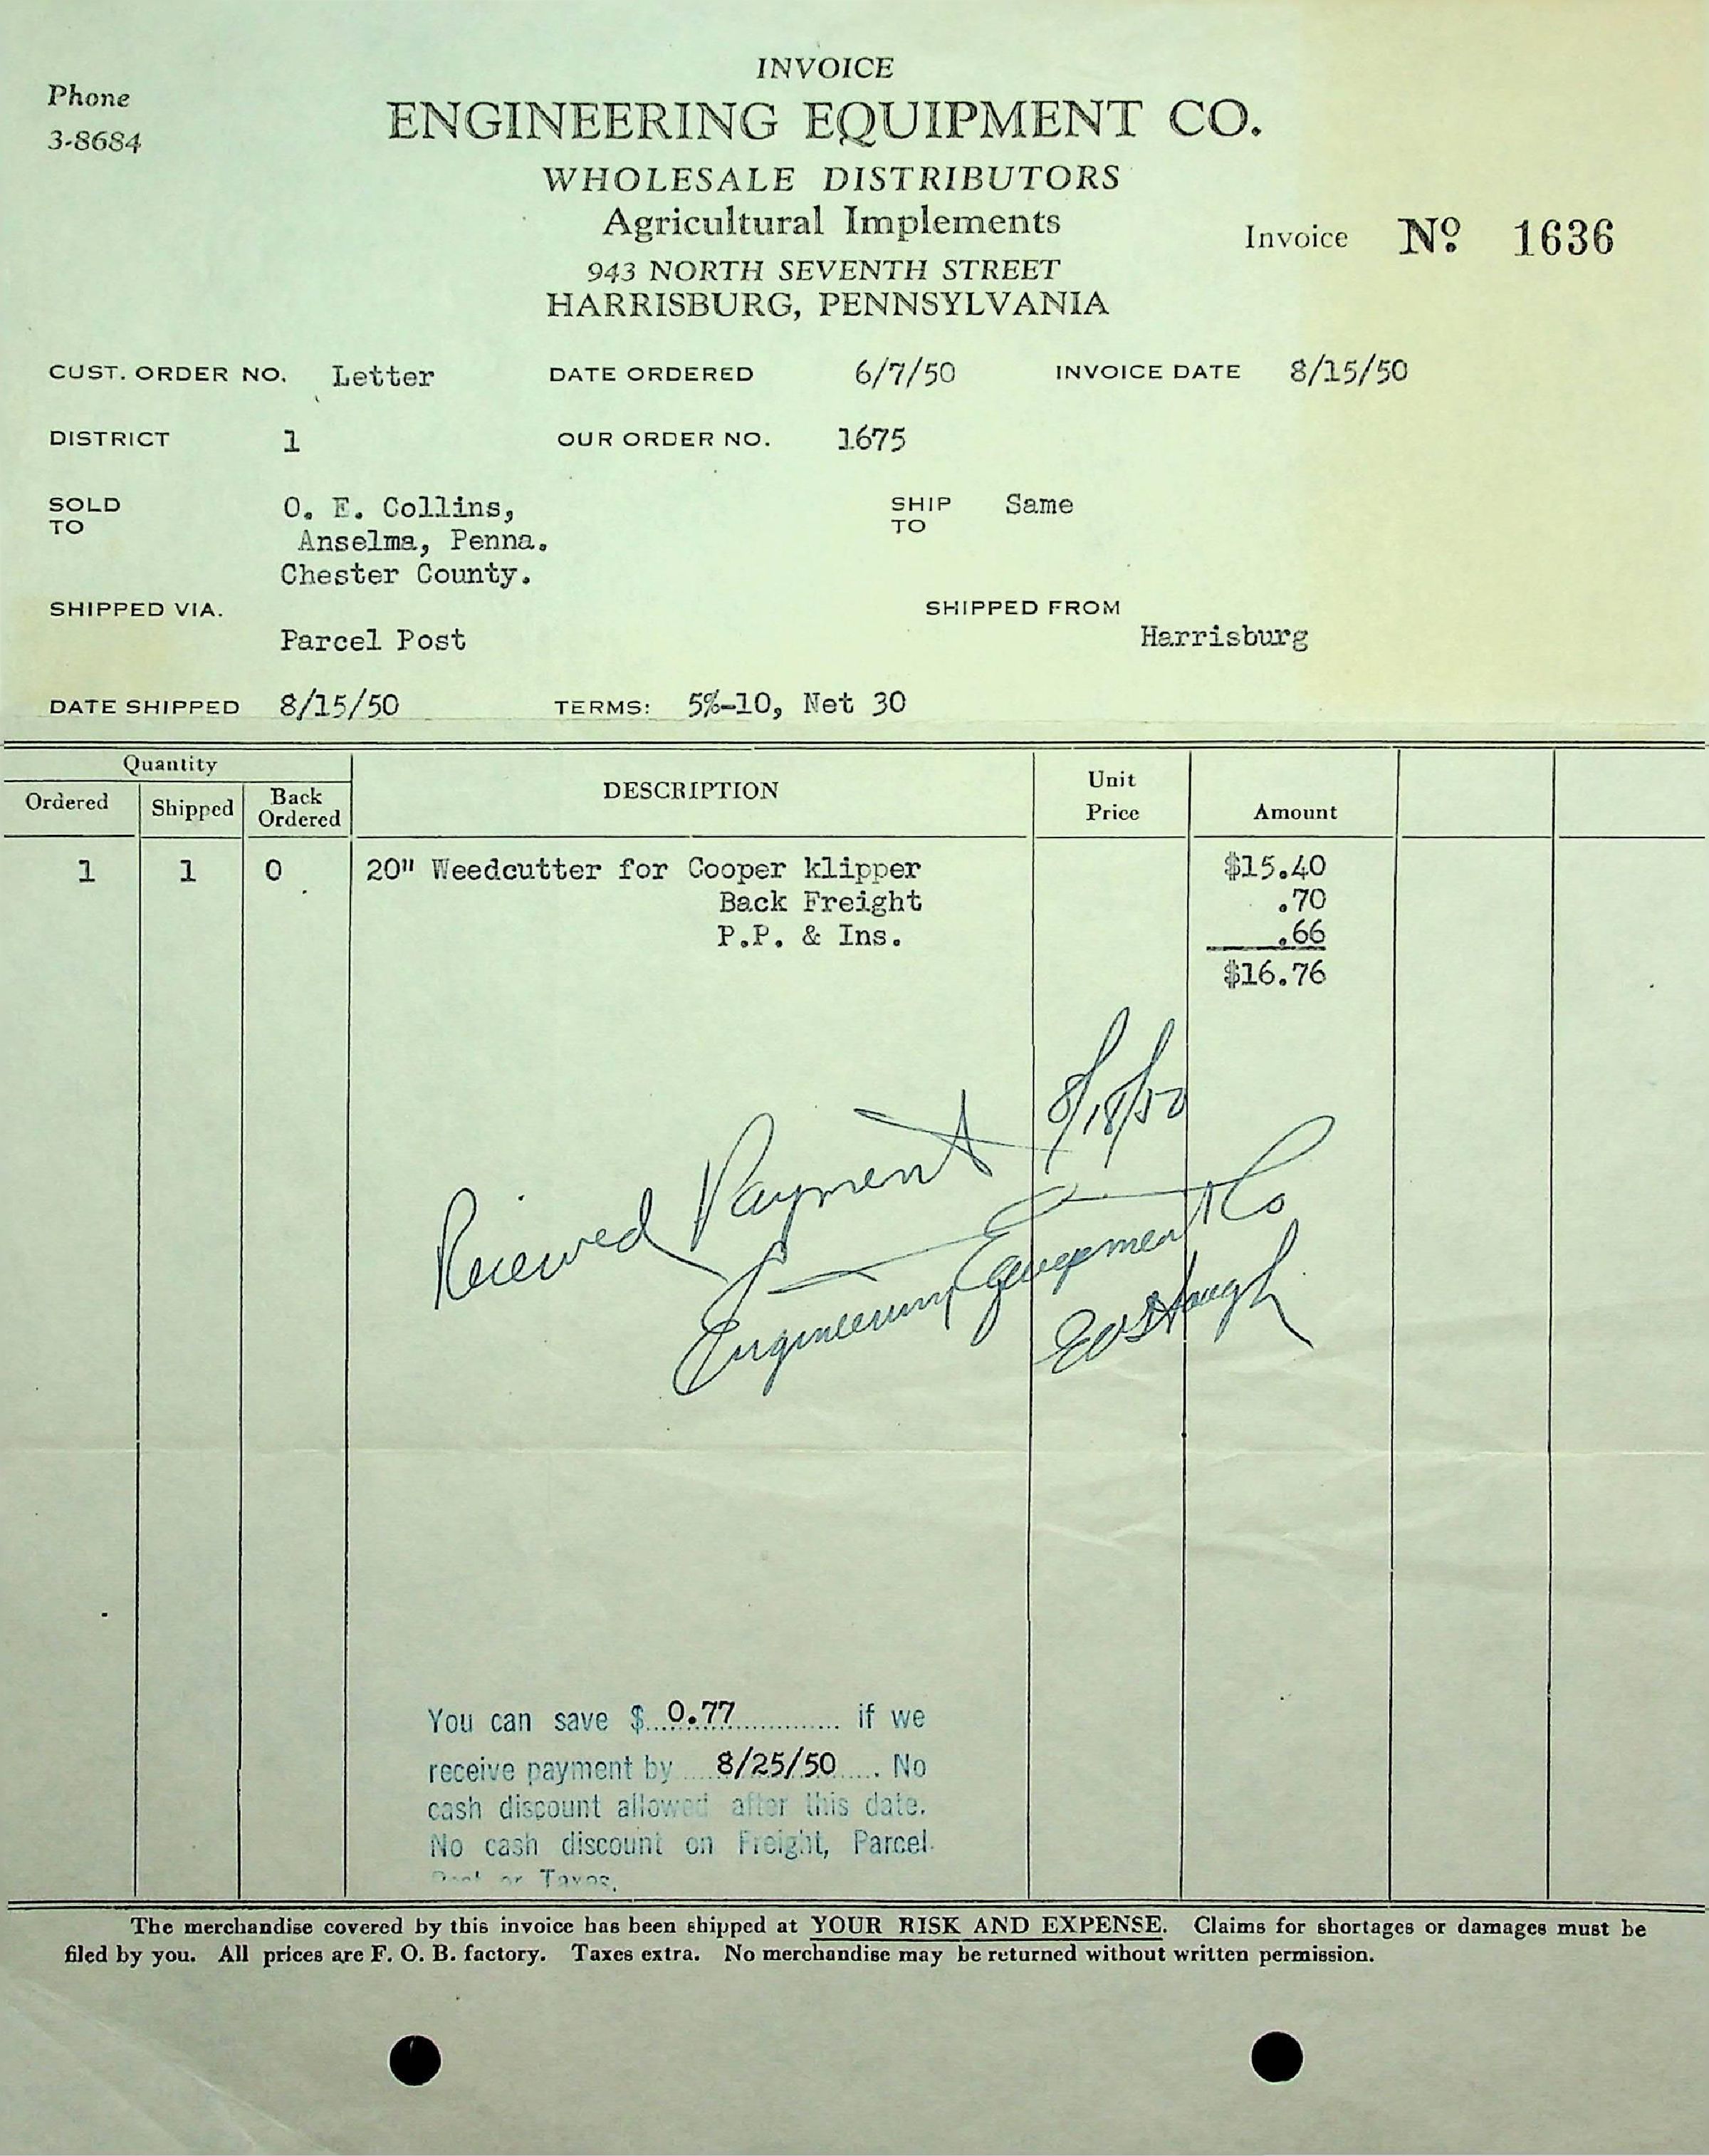 INVOICE
Phone
3-8684
ENGINEERING EQUIPMENT CO.
WHOLESALE DISTRIBUTORS
Agricultural Implements
Invoice Nº 1636
943 NORTH SEVENTH STREET
HARRISBURG, PENNSYLVANIA
CUST. ORDER NO. Letter DATE ORDERED 6/7/50 INVOICE DATE 8/15/50
DISTRICT 1 OUR ORDER NO. 1675
SOLD TO O. E. Collins, SHIP TO Same
Anselma, Penna.
Chester County.
SHIPPED VIA. SHIPPED FROM
Parcel Post Harrisburg
DATE SHIPPED 8/15/50 TERMS: 5%-10, Net 30
Quantity
Ordered Shipped Back Ordered DESCRIPTION Unit Price Amount
1 1 0 20" Weedcutter for Cooper klipper $15.40
Back Freight .70
P.P. & Ins. .66
$16.76
Received Payment 8/18/50
Engineering Equipment Co
You can save $ 0.77 if we
receive payment by 8/25/50. No
cash discount allowed after this date.
No cash discount on Freight, Parcel
Post or Taxes.
The merchandise covered by this invoice has been shipped at YOUR RISK AND EXPENSE. Claims for shortages or damages must be
filed by you. All prices are F. O. B. factory. Taxes extra. No merchandise may be returned without written permission.